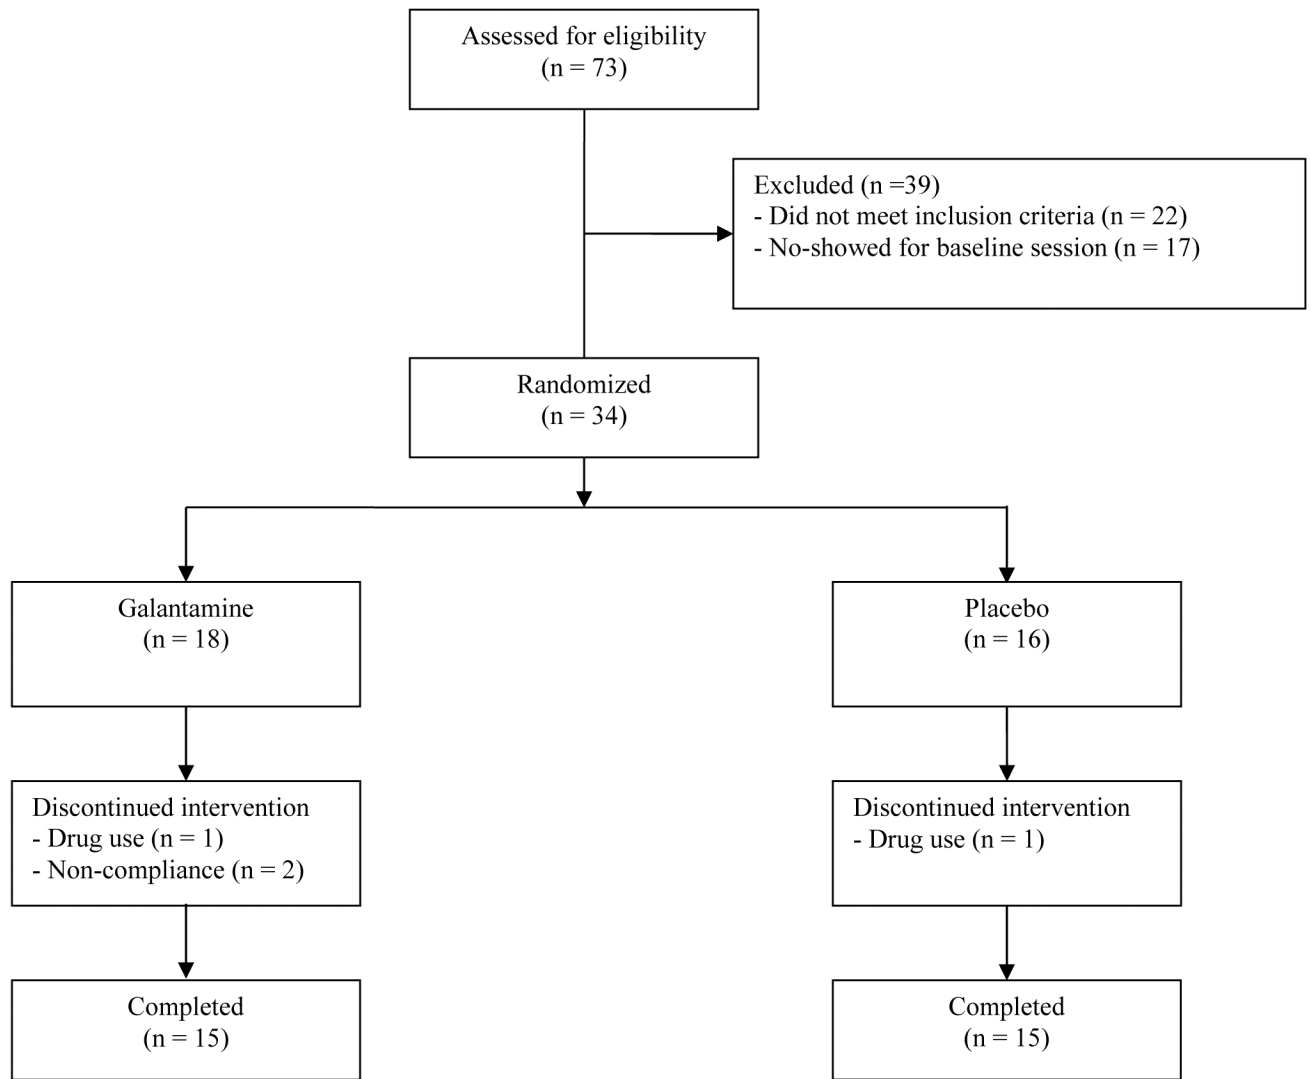 Assessed for eligibility
(n = 73)
Excluded (n =39)
- Did not meet inclusion criteria (n = 22)
- No-showed for baseline session (n = 17)
Randomized
(n = 34)
Galantamine
(n = 18)
Placebo
(n = 16)
Discontinued intervention
- Drug use (n = 1)
- Non-compliance (n = 2)
Discontinued intervention
- Drug use (n = 1)
Completed
(n = 15)
Completed
(n = 15)